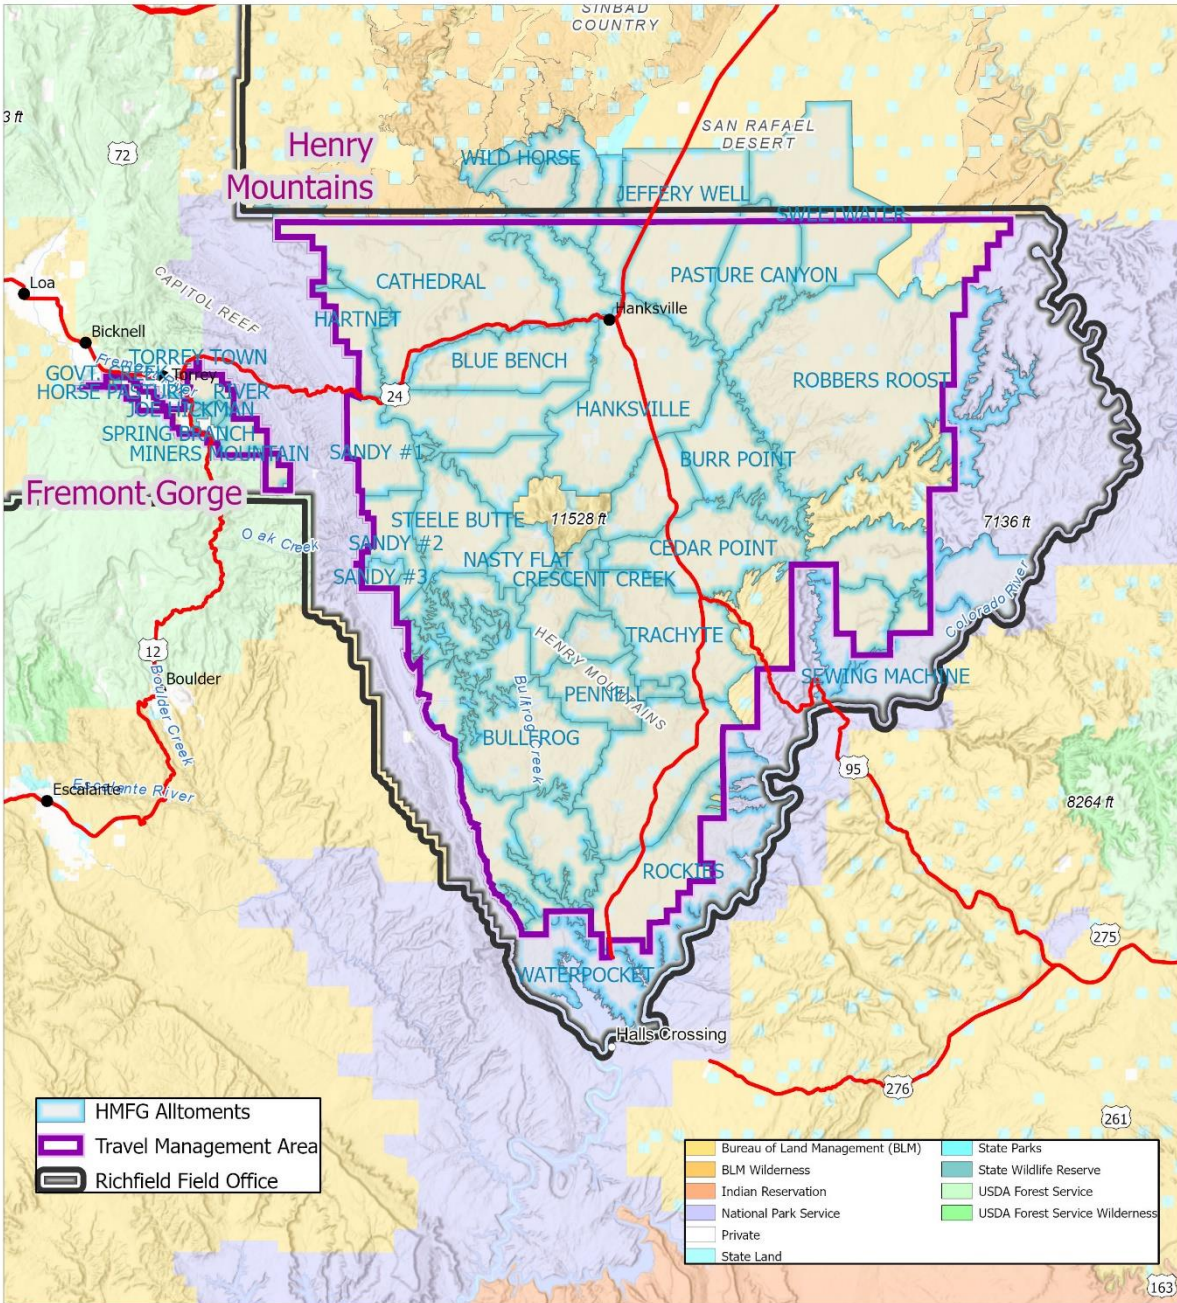 SINBAD
COUNTRY
3 ft
72
SAN RAFAEL
DESERT
Henry
Mountains
WILD HORSE
JEFFERY WELL
SWEETWATER
CAPITOL REEF
CATHEDRAL
PASTURE CANYON
Loa
HARTNET
Hanksville
Bicknell
BLUE BENCH
TORREY TOWN
Fremont River
GOVT. CREEK
Torrey
HORSE PASTURE
RIVER
24
ROBBERS ROOST
JOE HICKMAN
HANKSVILLE
SPRING BRANCH
MINERS MOUNTAIN
SANDY #1
BURR POINT
Fremont Gorge
STEELE BUTTE
11528 ft
7136 ft
Oak Creek
SANDY #2
CEDAR POINT
NASTY FLAT
SANDY #3
CRESCENT CREEK
Colorado River
HENRY MOUNTAINS
TRACHYTE
12
Boulder
Boulder Creek
SEWING MACHINE
PENNELL
Bullfrog Creek
BULLFROG
95
Escalante
Escalante River
8264 ft
ROCKIES
275
WATERPOCKET
Halls Crossing
276
261
HMFG Alltoments
Travel Management Area
Richfield Field Office
Bureau of Land Management (BLM)
BLM Wilderness
Indian Reservation
National Park Service
Private
State Land
State Parks
State Wildlife Reserve
USDA Forest Service
USDA Forest Service Wilderness
163